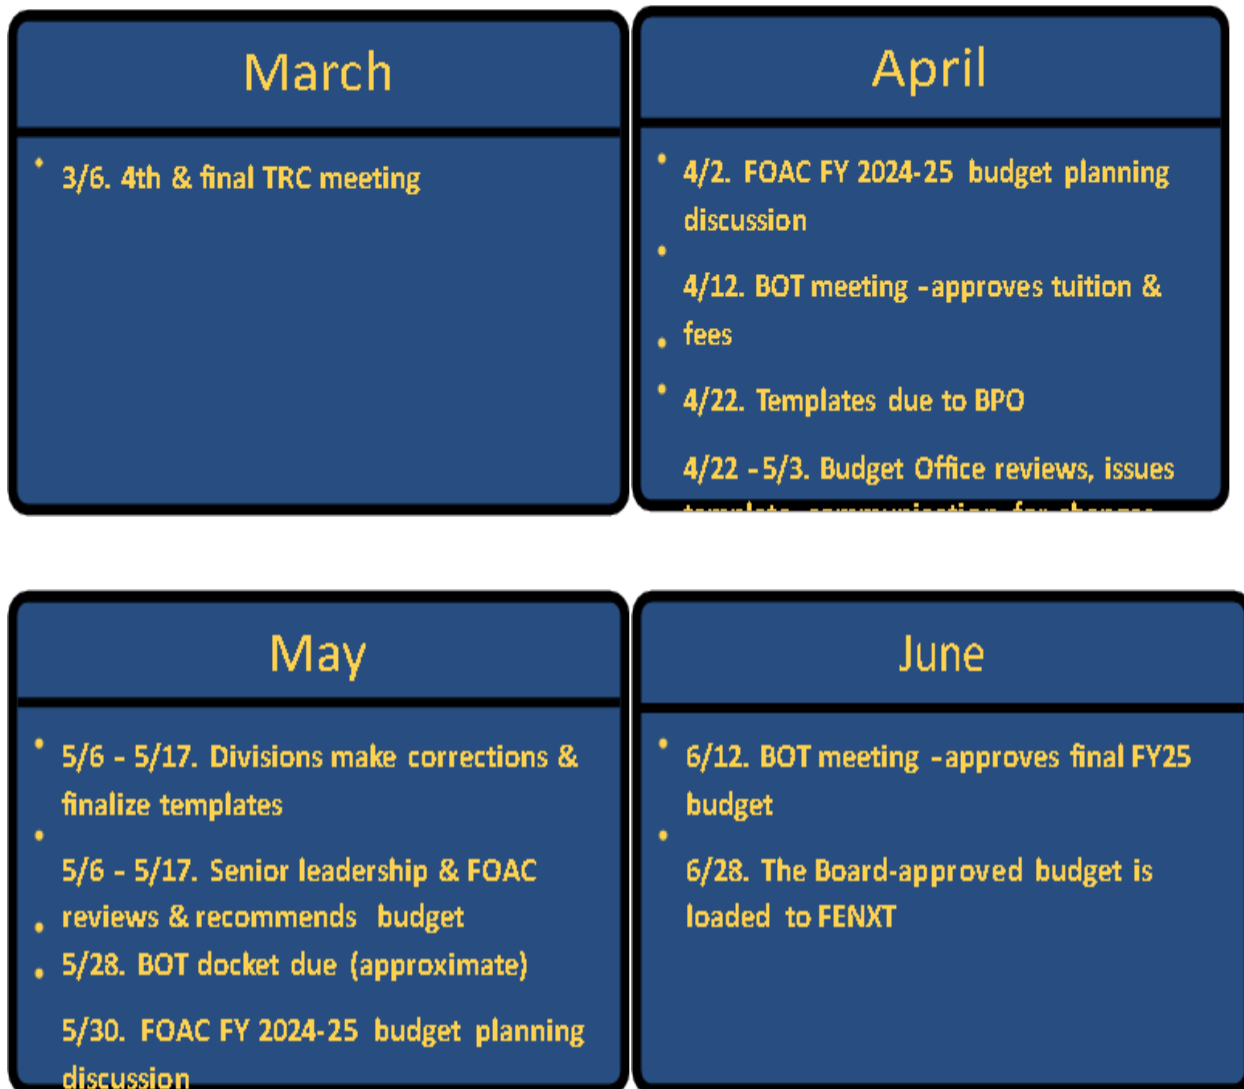 March
• 3/6. 4th & final TRC meeting
April
• 4/2. FOAC FY 2024-25 budget planning
discussion
• 4/12. BOT meeting -approves tuition &
fees
• 4/22. Templates due to BPO
• 4/22 -5/3. Budget Office reviews, issues
template communication for changes
May
• 5/6 - 5/17. Divisions make corrections &
finalize templates
• 5/6 - 5/17. Senior leadership & FOAC
reviews & recommends budget
• 5/28. BOT docket due (approximate)
• 5/30. FOAC FY 2024-25 budget planning
discussion
June
• 6/12. BOT meeting -approves final FY25
budget
• 6/28. The Board-approved budget is
loaded to FENXT